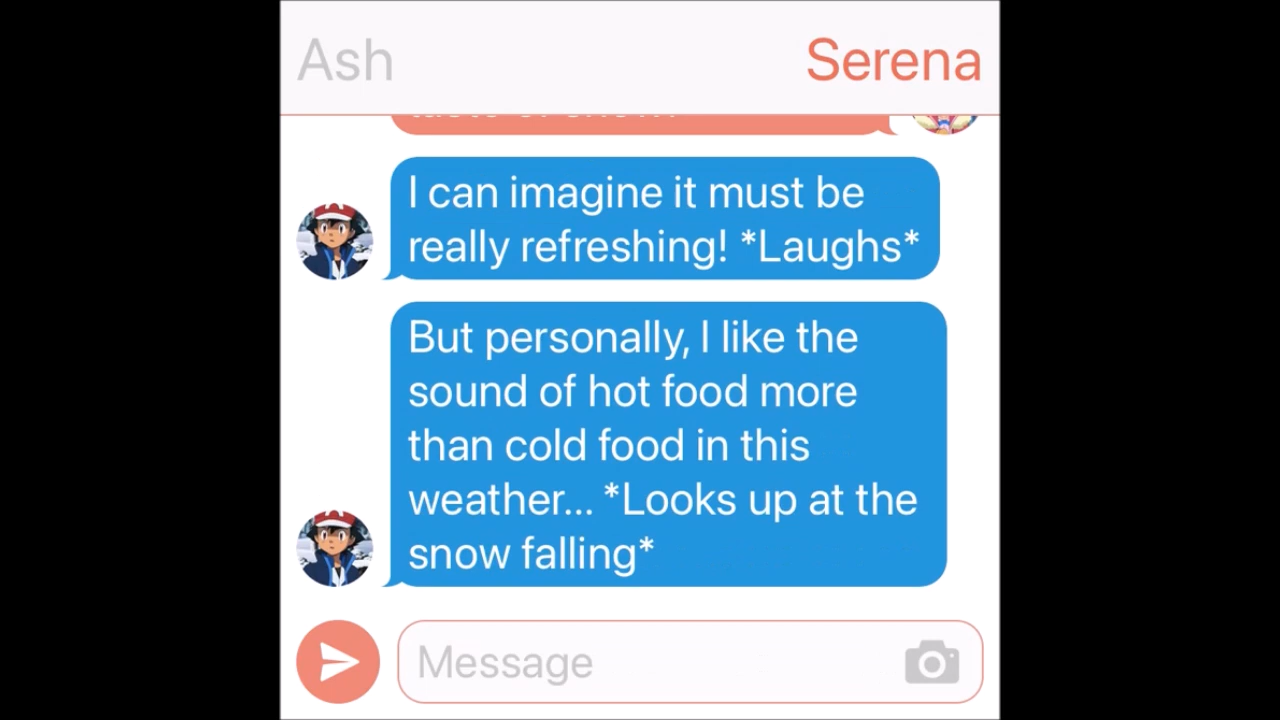 Ash
Serena
I can imagine it must be
really refreshing! *Laughs*
But personally, I like the
sound of hot food more
than cold food in this
weather... *Looks up at the
snow falling*
Message